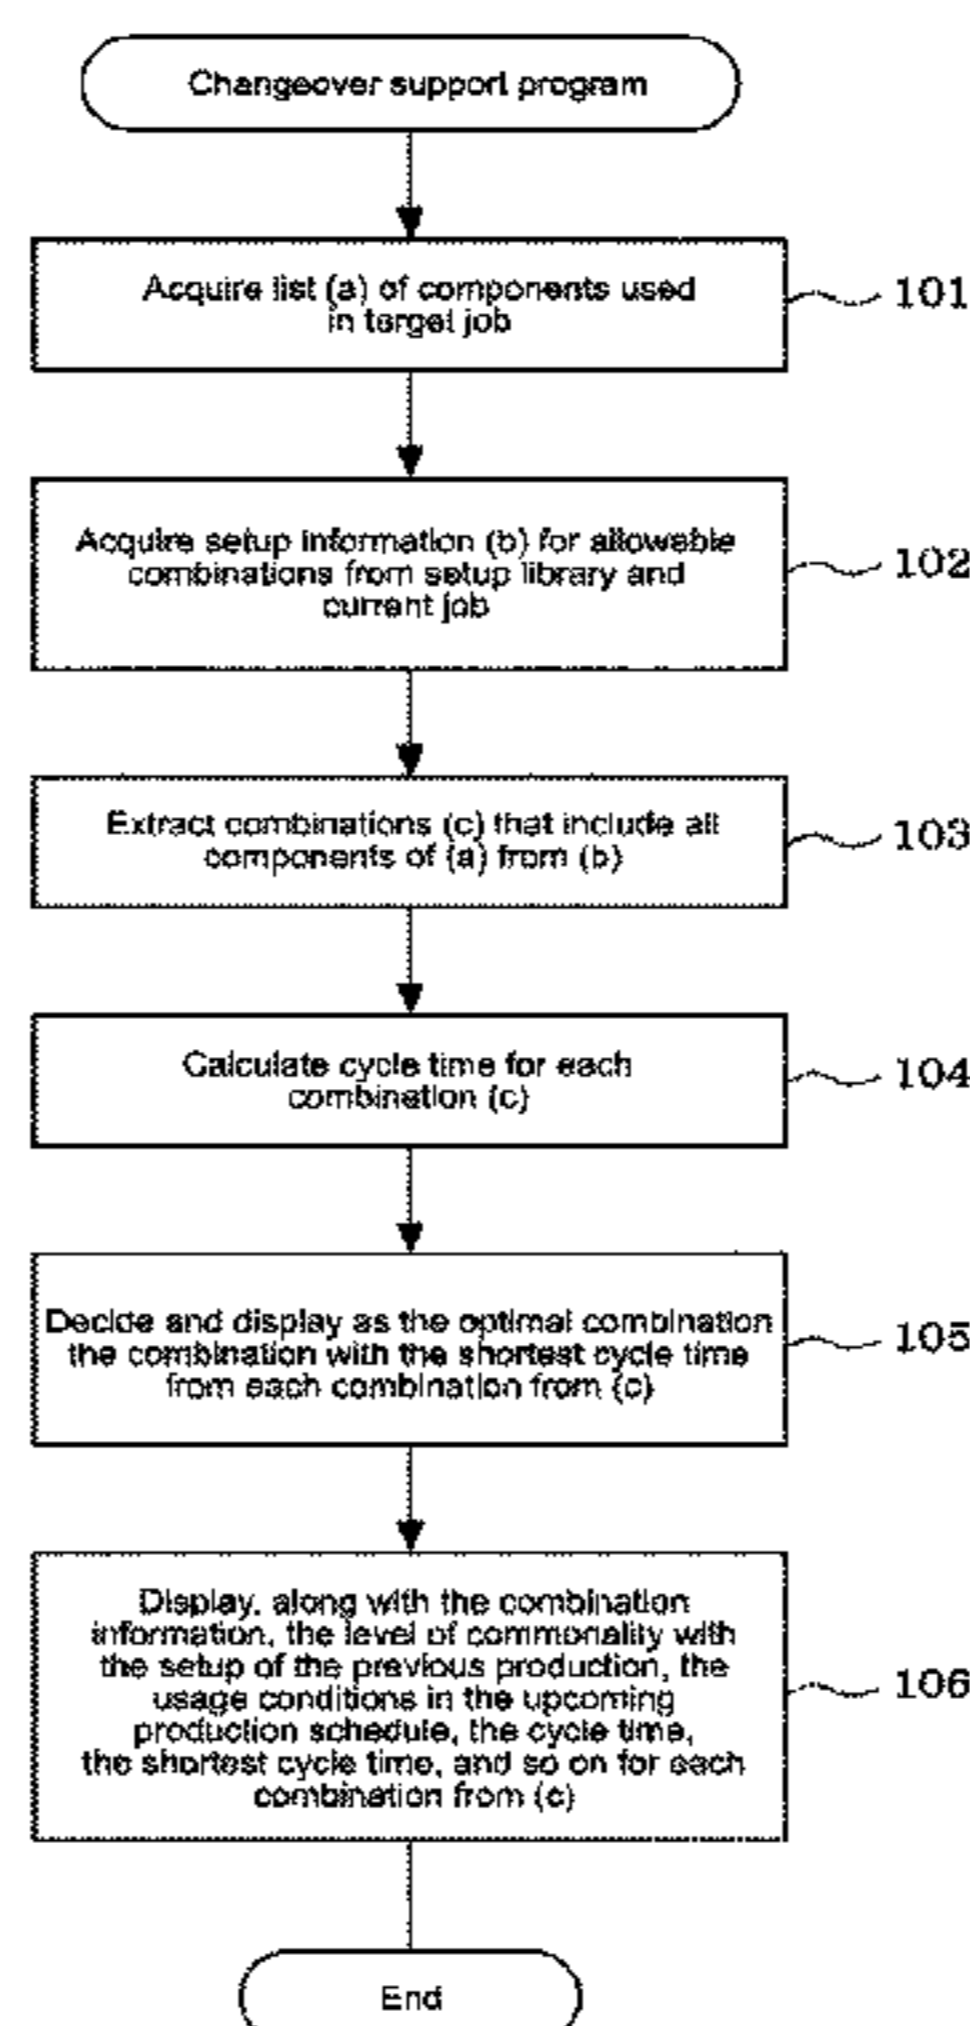 Changeover support program
Acquire list (a) of components used
in target job
101
Acquire setup information (b) for allowable
combinations from setup library and
current job
102
Extract combinations (c) that include all
components of (a) from (b)
103
Calculate cycle time for each
combination (c)
104
Decide and display as the optimal combination
the combination with the shortest cycle time
from each combination from (c)
105
Display, along with the combination
information, the level of commonality with
the setup of the previous production, the
usage conditions in the upcoming
production schedule, the cycle time,
the shortest cycle time, and so on for each
combination from (c)
106
End